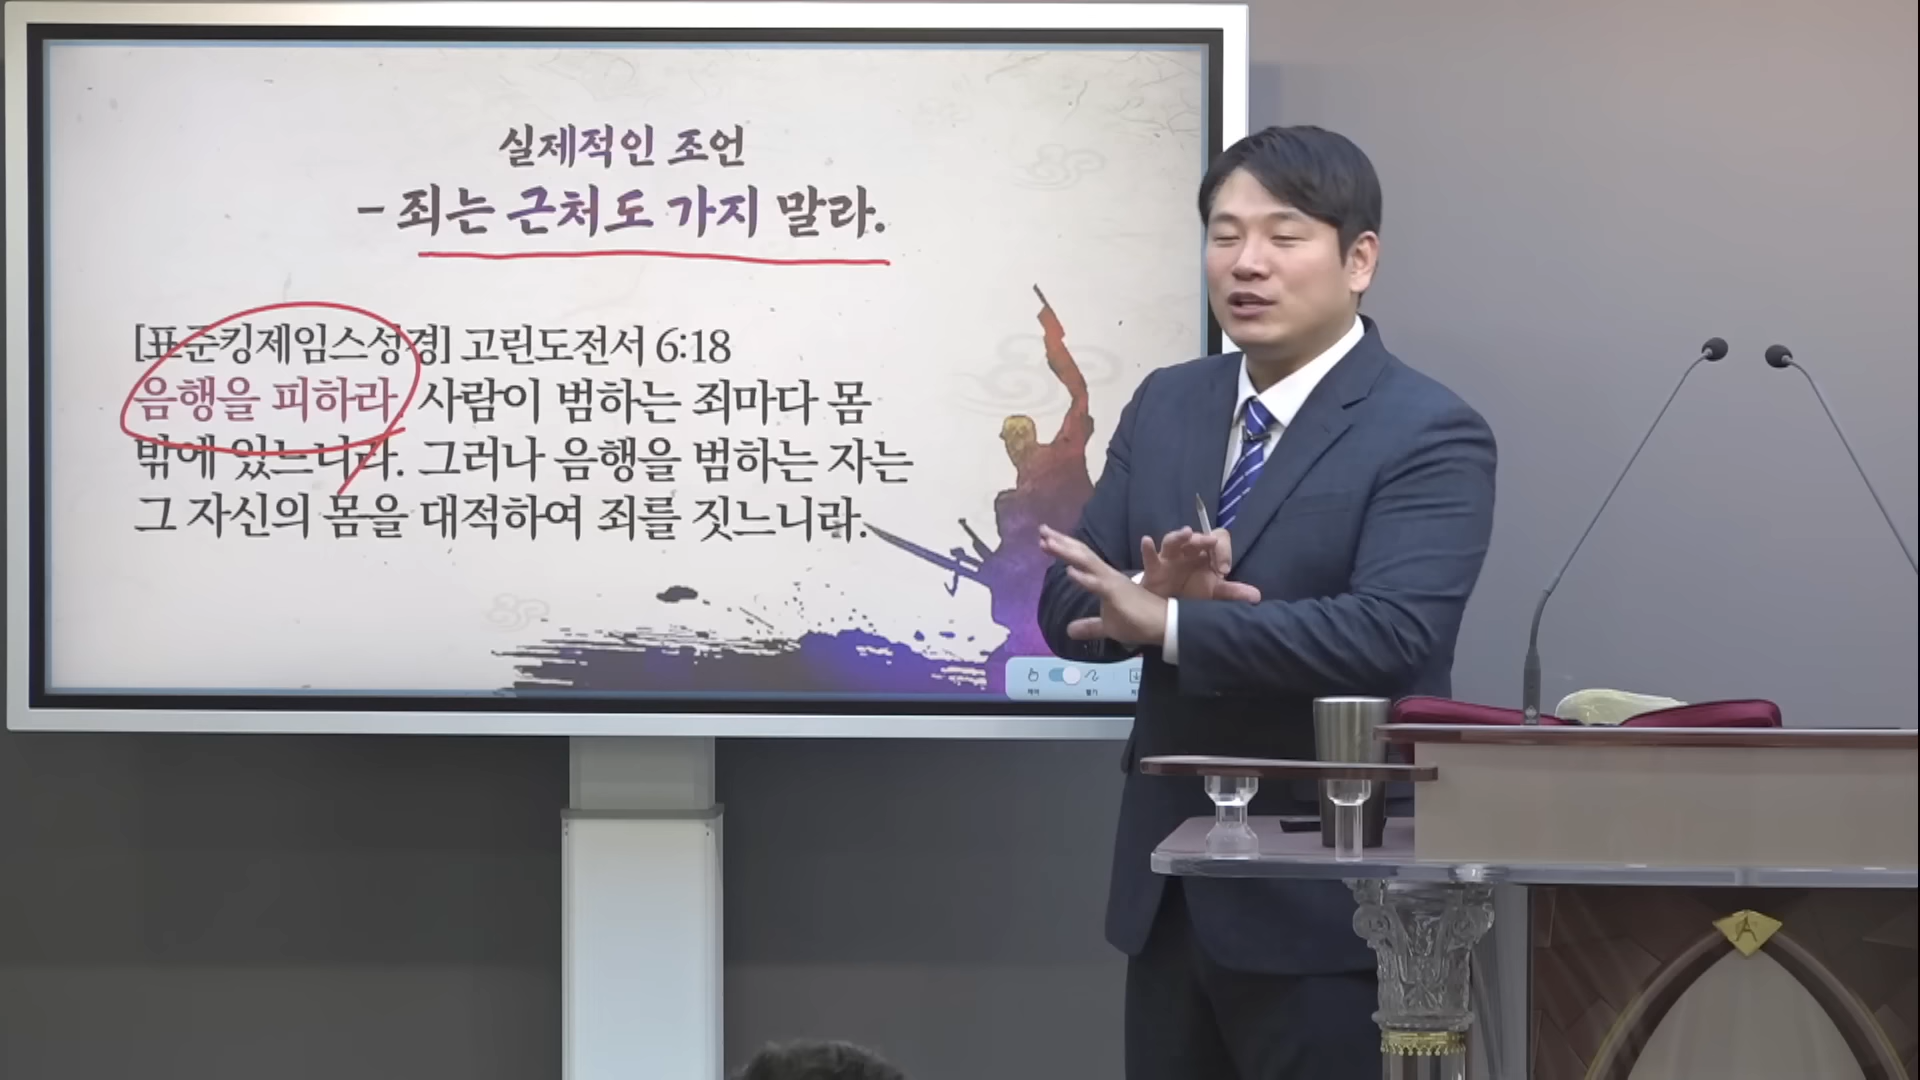 실제적인 조언
- 죄는 근처도 가지 말라.
[표준킹제임스성경] 고린도전서 6:18
음행을 피하라. 사람이 범하는 죄마다 몸
밖에 있느니라. 그러나 음행을 범하는 자는
그 자신의 몸을 대적하여 죄를 짓느니라.
제어
필기
A